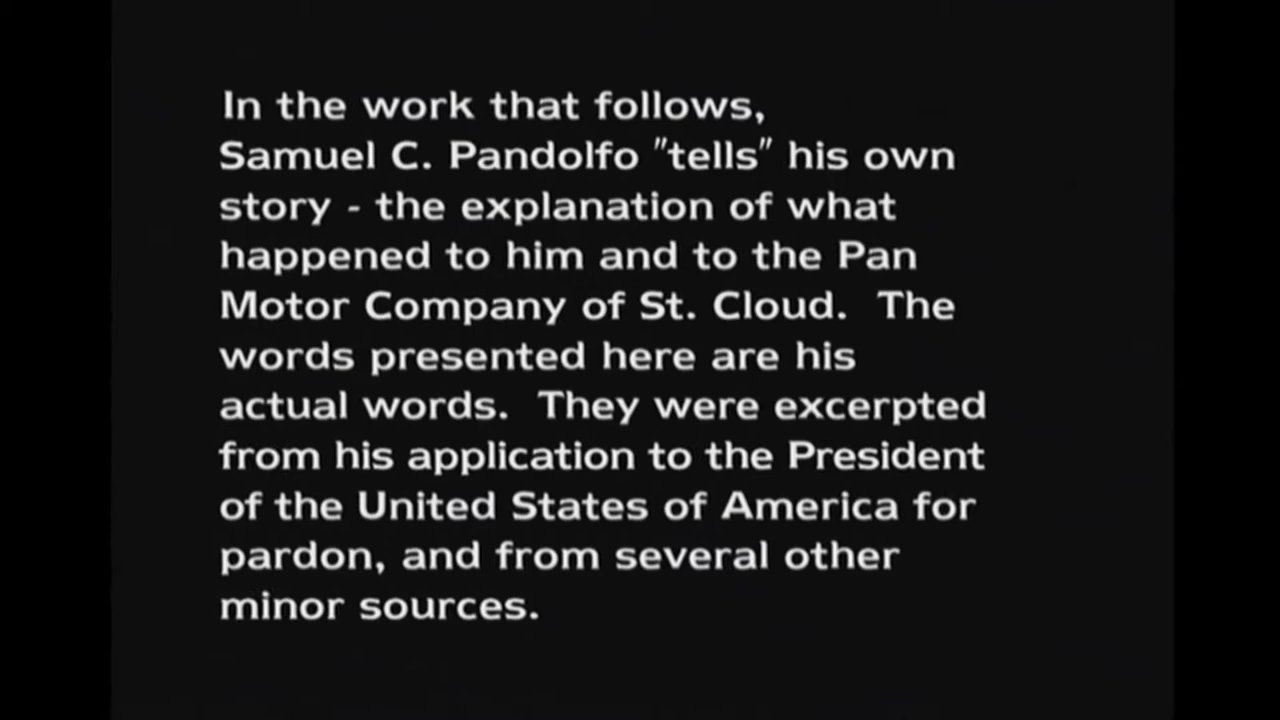 In the work that follows,
Samuel C. Pandolfo "tells" his own
story - the explanation of what
happened to him and to the Pan
Motor Company of St. Cloud.  The
words presented here are his
actual words.  They were excerpted
from his application to the President
of the United States of America for
pardon, and from several other
minor sources.